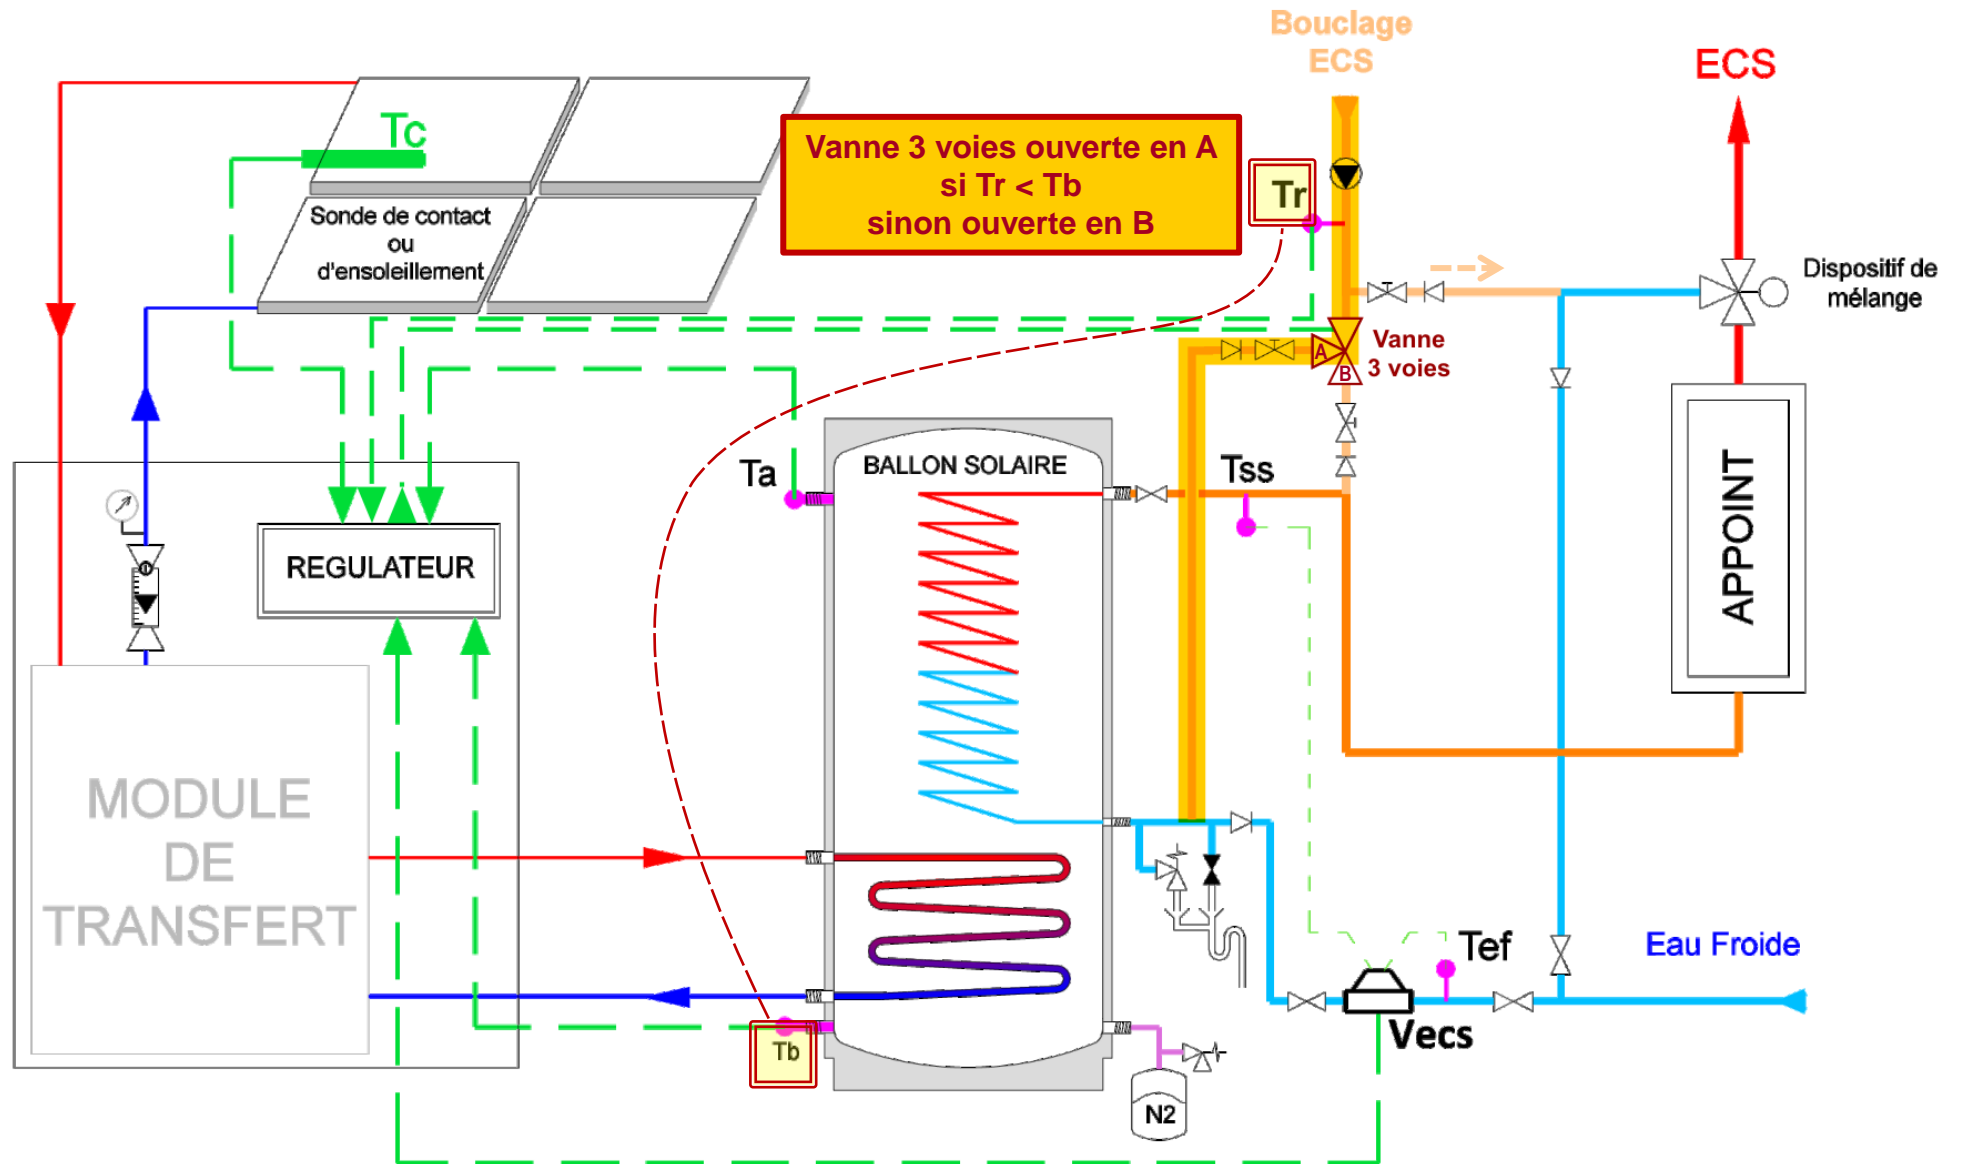 Bouclage
ECS
ECS
Tc
Vanne 3 voies ouverte en A
si Tr < Tb
sinon ouverte en B
Tr
Sonde de contact
ou
d'ensoleillement
Dispositif de
mélange
Vanne
3 voies
A
B
Ta
BALLON SOLAIRE
Tss
APPOINT
REGULATEUR
MODULE
DE
TRANSFERT
Tef
Eau Froide
Vecs
Tb
N2